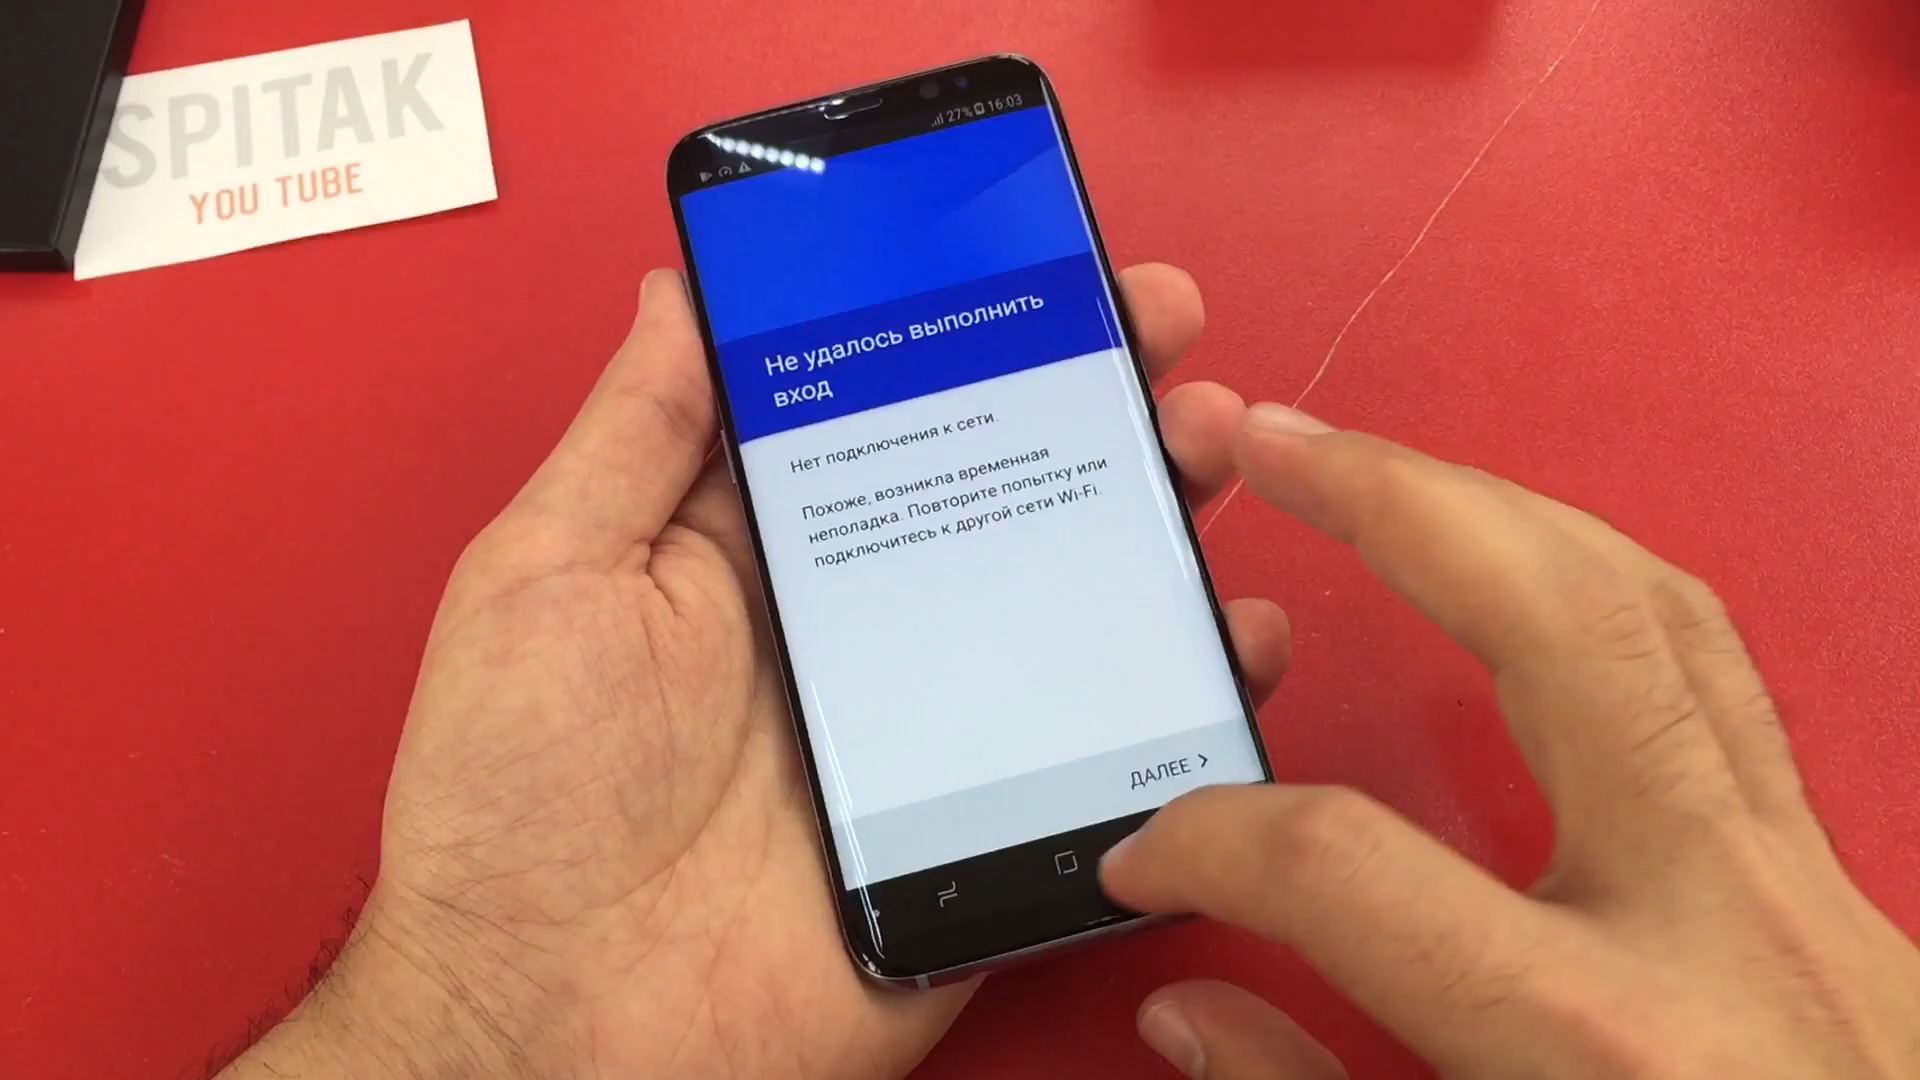 SPITAK
YOU TUBE
27% 16:03
Не удалось выполнить
вход
Нет подключения к сети.
Похоже, возникла временная
неполадка. Повторите попытку или
подключитесь к другой сети Wi-Fi.
ДАЛЕЕ